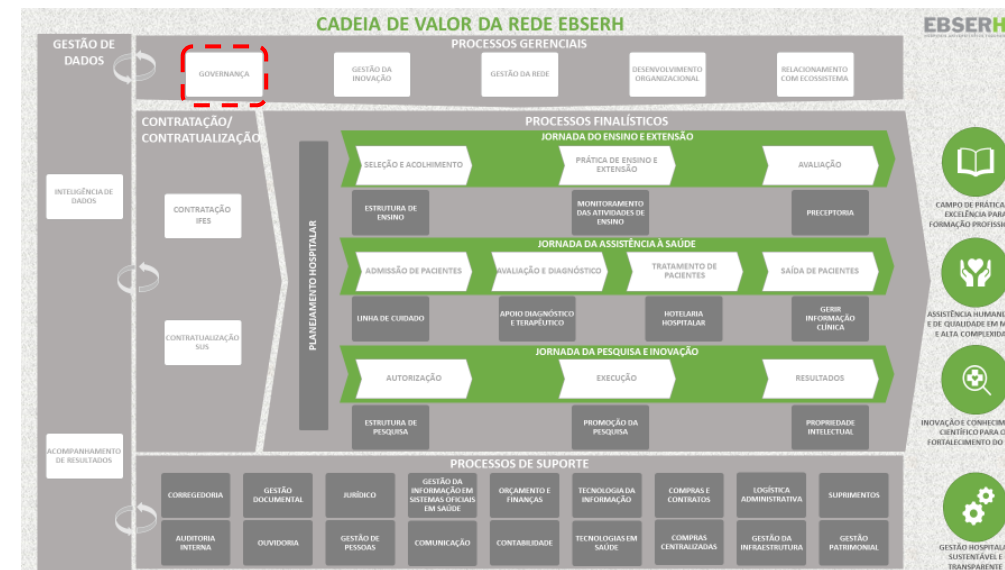 CADEIA DE VALOR DA REDE EBSERH
EBSERH
GESTÃO DE
DADOS
PROCESSOS GERENCIAIS
GOVERNANÇA
GESTÃO DA
INOVAÇÃO
GESTÃO DA REDE
DESENVOLVIMENTO
ORGANIZACIONAL
RELACIONAMENTO
COM ECOSSISTEMA
INTELIGÊNCIA DE
DADOS
ACOMPANHAMENTO
DE RESULTADOS
CONTRATAÇÃO/
CONTRATUALIZAÇÃO
CONTRATAÇÃO
IFES
CONTRATUALIZAÇÃO
SUS
PLANEJAMENTO HOSPITALAR
PROCESSOS FINALÍSTICOS
JORNADA DO ENSINO E EXTENSÃO
SELEÇÃO E ACOLHIMENTO
PRÁTICA DE ENSINO E
EXTENSÃO
AVALIAÇÃO
ESTRUTURA DE
ENSINO
MONITORAMENTO
DAS ATIVIDADES DE
ENSINO
PRECEPTORIA
JORNADA DA ASSISTÊNCIA À SAÚDE
ADMISSÃO DE PACIENTES
AVALIAÇÃO E DIAGNÓSTICO
TRATAMENTO DE
PACIENTES
SAÍDA DE PACIENTES
LINHA DE CUIDADO
APOIO DIAGNÓSTICO
E TERAPÊUTICO
HOTELARIA
HOSPITALAR
GERIR
INFORMAÇÃO
CLÍNICA
JORNADA DA PESQUISA E INOVAÇÃO
AUTORIZAÇÃO
EXECUÇÃO
RESULTADOS
ESTRUTURA DE
PESQUISA
PROMOÇÃO DA
PESQUISA
PROPRIEDADE
INTELECTUAL
PROCESSOS DE SUPORTE
CORREGEDORIA
GESTÃO
DOCUMENTAL
JURÍDICO
GESTÃO DA
INFORMAÇÃO EM
SISTEMAS OFICIAIS
EM SAÚDE
ORÇAMENTO E
FINANÇAS
TECNOLOGIA DA
INFORMAÇÃO
COMPRAS E
CONTRATOS
LOGÍSTICA
ADMINISTRATIVA
SUPRIMENTOS
AUDITORIA
INTERNA
OUVIDORIA
GESTÃO DE
PESSOAS
COMUNICAÇÃO
CONTABILIDADE
TECNOLOGIAS EM
SAÚDE
COMPRAS
CENTRALIZADAS
GESTÃO DA
INFRAESTRUTURA
GESTÃO
PATRIMONIAL
CAMPO DE PRÁTICA
EXCELÊNCIA PARA
FORMAÇÃO PROFISSI
ASSISTÊNCIA HUMAN
E DE QUALIDADE EM M
E ALTA COMPLEXIDA
INOVAÇÃO E CONHECIM
CIENTÍFICO PARA O
FORTALECIMENTO DO
GESTÃO HOSPITALA
SUSTENTÁVEL E
TRANSPARENTE